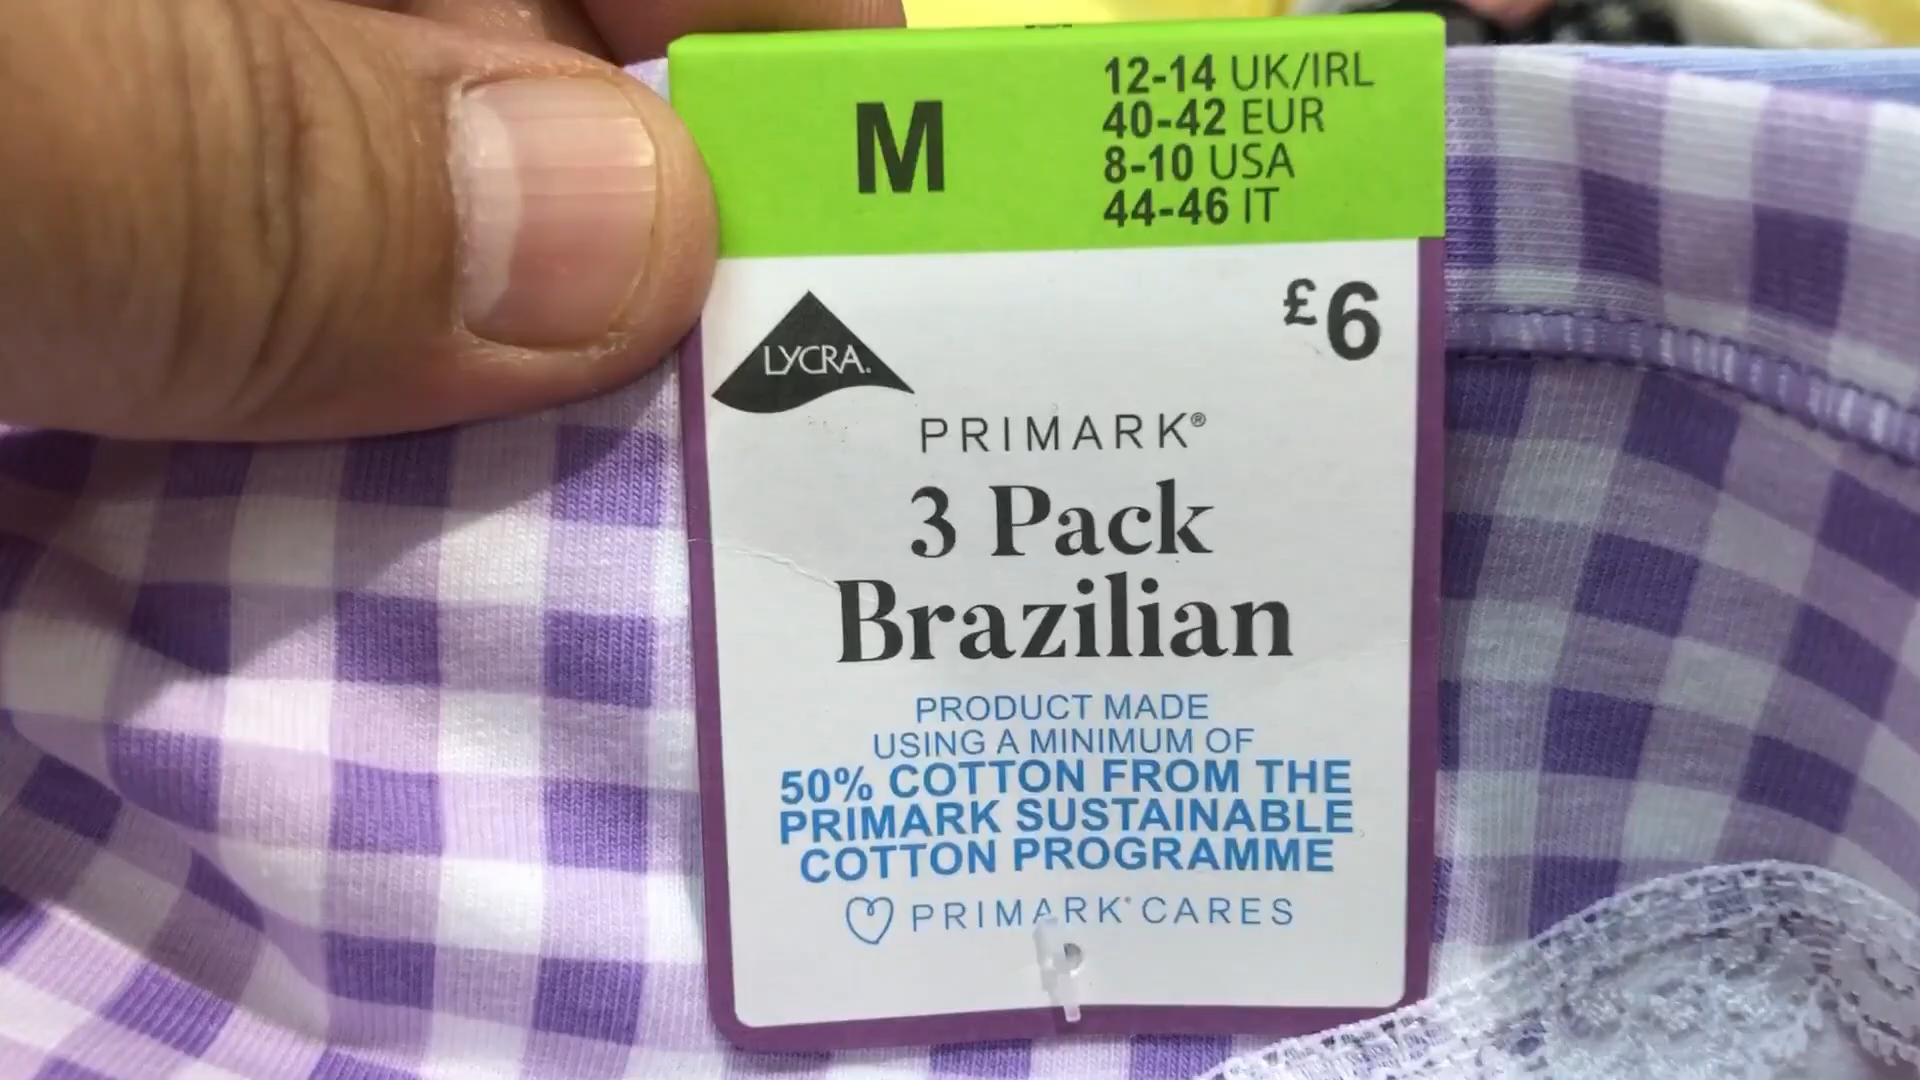 M
12-14 UK/IRL
40-42 EUR
8-10 USA
44-46 IT
£6
LYCRA.
PRIMARK®
3 Pack
Brazilian
PRODUCT MADE
USING A MINIMUM OF
50% COTTON FROM THE
PRIMARK SUSTAINABLE
COTTON PROGRAMME
PRIMARK® CARES